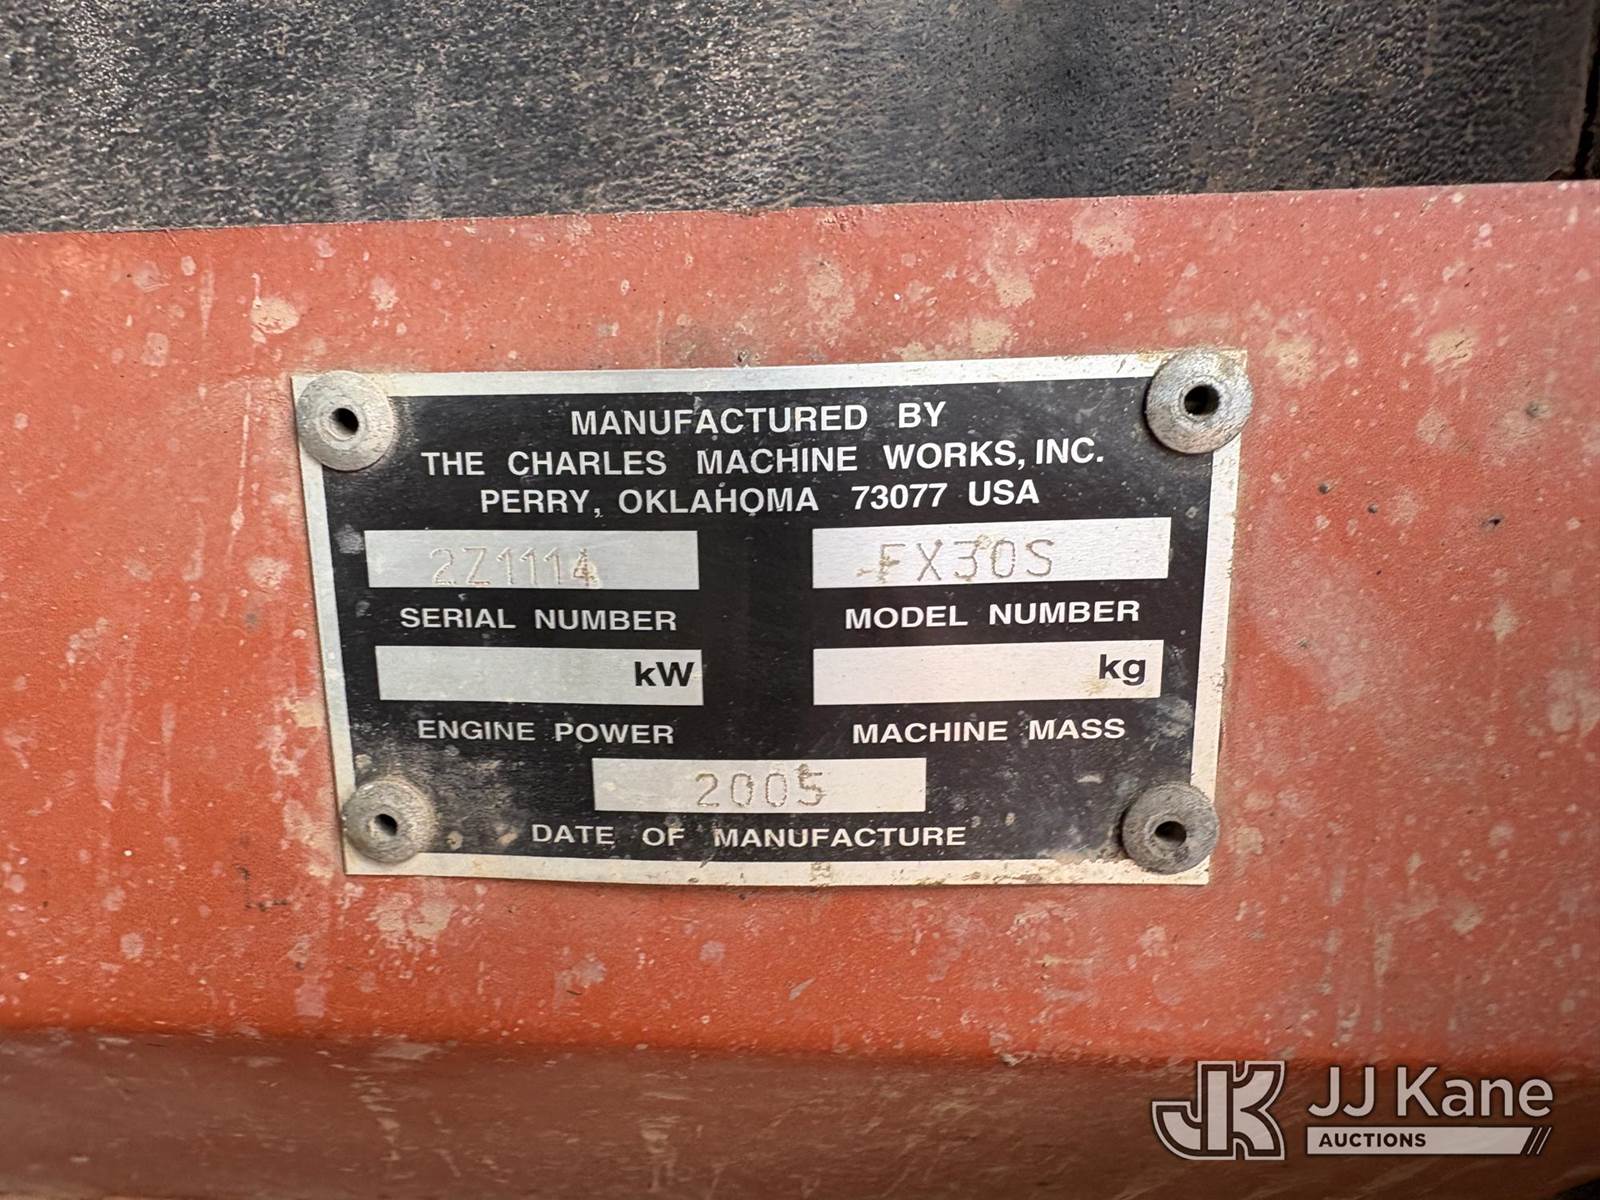 MANUFACTURED BY
THE CHARLES MACHINE WORKS, INC.
PERRY, OKLAHOMA 73077 USA
2Z1114 FX30S
SERIAL NUMBER MODEL NUMBER
kW kg
ENGINE POWER MACHINE MASS
2005
DATE OF MANUFACTURE
JK JJ Kane
AUCTIONS